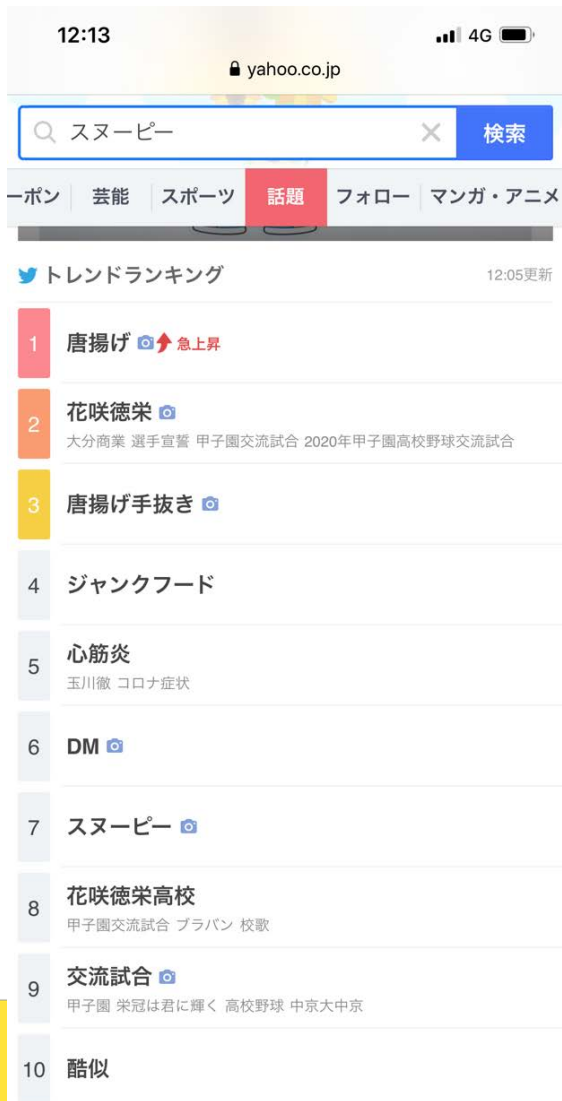 12:13
4G
yahoo.co.jp
スヌーピー
検索
ーポン 芸能 スポーツ 話題 フォロー マンガ・アニメ
トレンドランキング 12:05更新
1 唐揚げ 急上昇
2 花咲徳栄
大分商業 選手宣誓 甲子園交流試合 2020年甲子園高校野球交流試合
3 唐揚げ手抜き
4 ジャンクフード
5 心筋炎
玉川徹 コロナ症状
6 DM
7 スヌーピー
8 花咲徳栄高校
甲子園交流試合 ブラバン 校歌
9 交流試合
甲子園 栄冠は君に輝く 高校野球 中京大中京
10 酷似